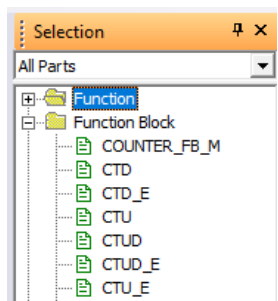 Selection
All Parts
Function
Function Block
COUNTER_FB_M
CTD
CTD_E
CTU
CTUD
CTUD_E
CTU_E